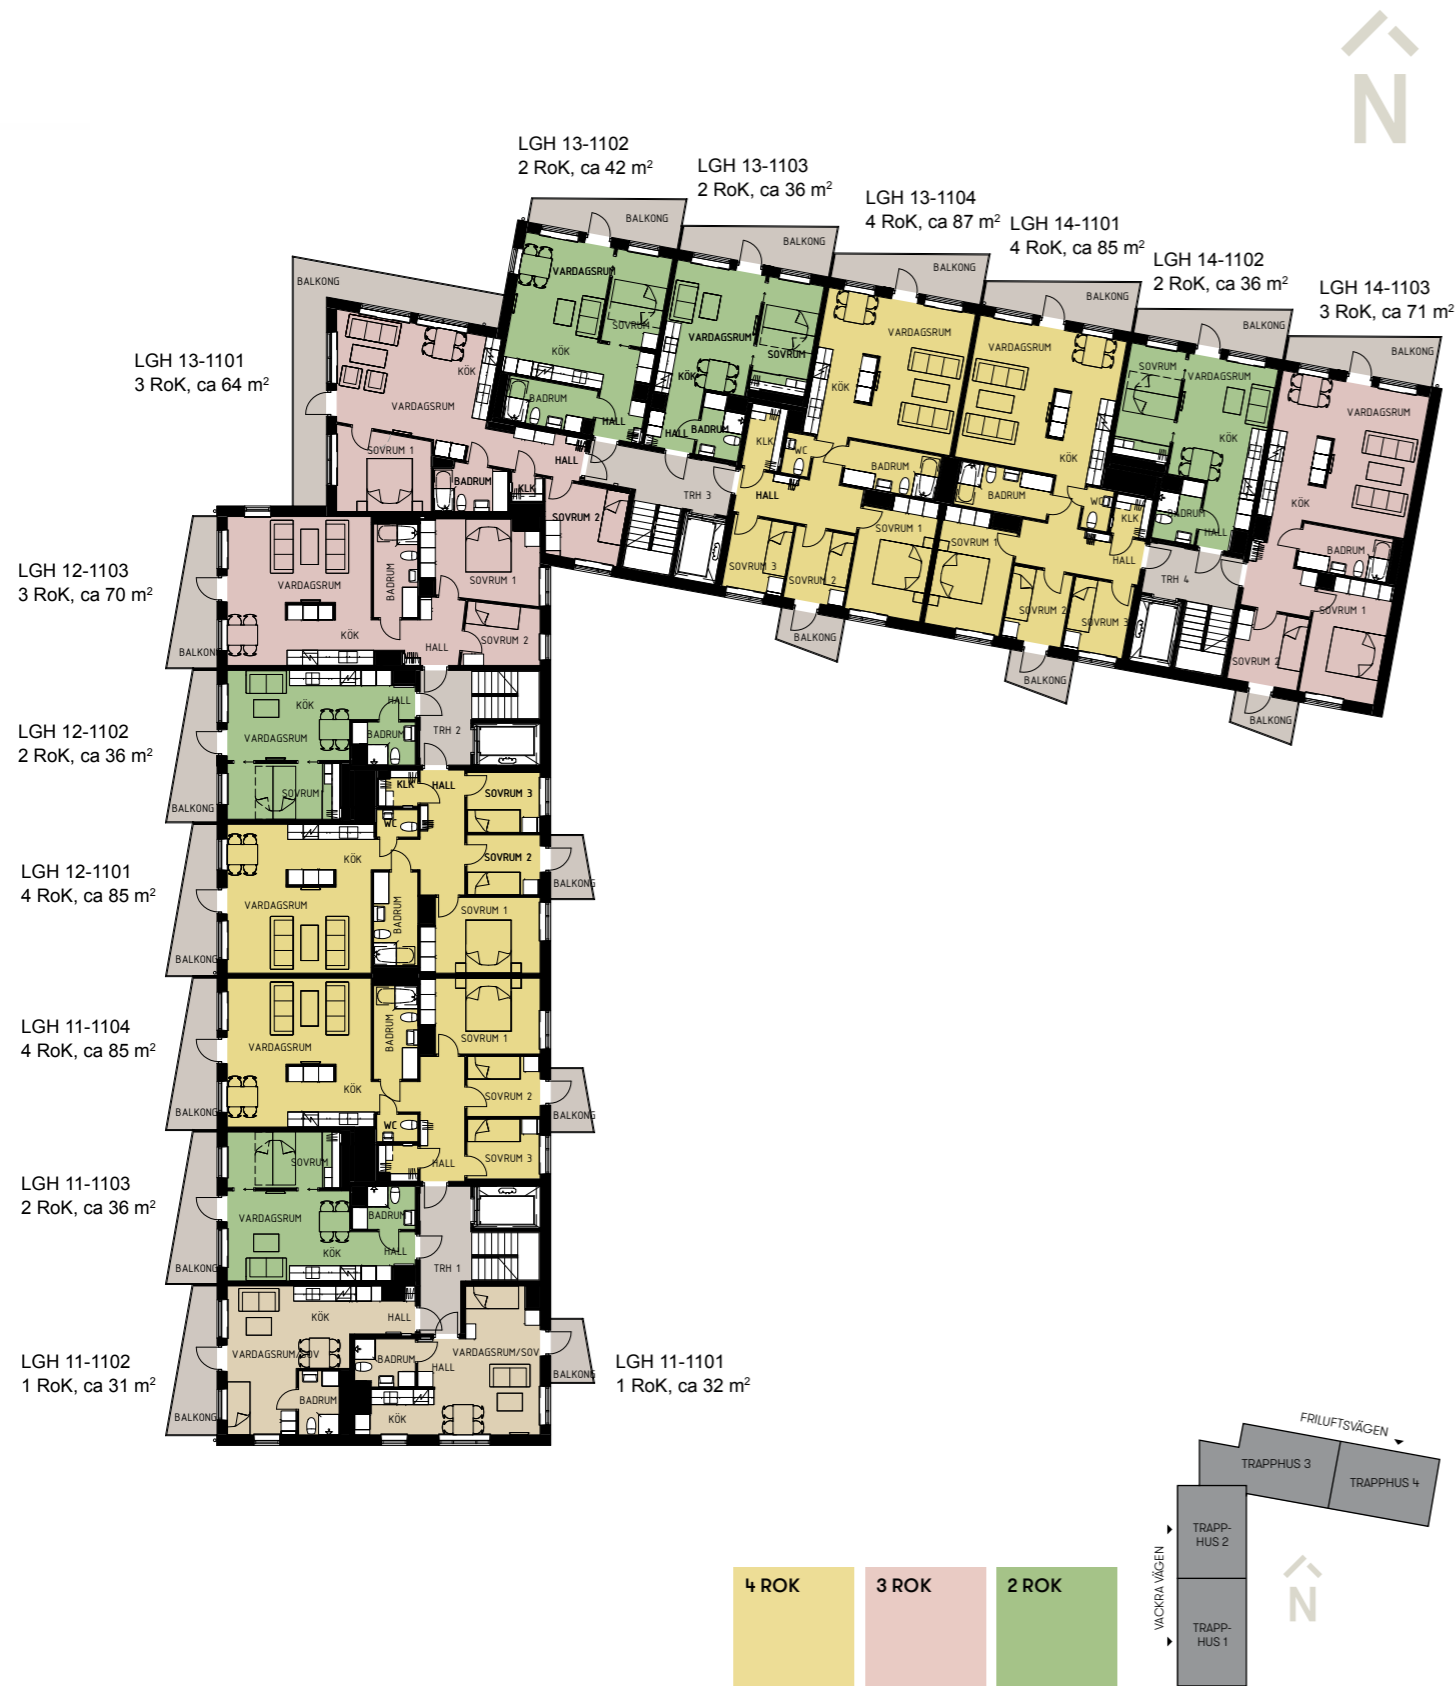 N
LGH 13-1102
2 RoK, ca 42 m²
LGH 13-1103
2 RoK, ca 36 m²
LGH 13-1104
4 RoK, ca 87 m²
LGH 14-1101
4 RoK, ca 85 m²
LGH 14-1102
2 RoK, ca 36 m²
LGH 14-1103
3 RoK, ca 71 m²
LGH 13-1101
3 RoK, ca 64 m²
BALKONG
VARDAGSRUM
KÖK
SOVRUM 1
BADRUM
KLK
HALL
SOVRUM 2
BALKONG
VARDAGSRUM
SOVRUM
KÖK
BADRUM
HALL
BALKONG
VARDAGSRUM
SOVRUM
KÖK
BADRUM
HALL
TRH 3
BALKONG
VARDAGSRUM
KÖK
KLK
WC
BADRUM
HALL
SOVRUM 1
SOVRUM 2
SOVRUM 3
BALKONG
BALKONG
VARDAGSRUM
KÖK
BADRUM
WC
KLK
HALL
SOVRUM 1
SOVRUM 2
SOVRUM 3
BALKONG
BALKONG
SOVRUM
VARDAGSRUM
KÖK
BADRUM
HALL
TRH 4
BALKONG
VARDAGSRUM
KÖK
BADRUM
SOVRUM 1
SOVRUM 2
BALKONG
LGH 12-1103
3 RoK, ca 70 m²
VARDAGSRUM
BADRUM
SOVRUM 1
KÖK
SOVRUM 2
HALL
BALKONG
LGH 12-1102
2 RoK, ca 36 m²
KÖK
HALL
VARDAGSRUM
BADRUM
TRH 2
SOVRUM
BALKONG
LGH 12-1101
4 RoK, ca 85 m²
KLK
HALL
SOVRUM 3
WC
KÖK
SOVRUM 2
BALKONG
VARDAGSRUM
BADRUM
SOVRUM 1
BALKONG
LGH 11-1104
4 RoK, ca 85 m²
VARDAGSRUM
BADRUM
SOVRUM 1
KÖK
SOVRUM 2
BALKONG
BALKONG
WC
HALL
SOVRUM 3
LGH 11-1103
2 RoK, ca 36 m²
SOVRUM
VARDAGSRUM
BADRUM
KÖK
HALL
TRH 1
BALKONG
LGH 11-1102
1 RoK, ca 31 m²
KÖK
HALL
VARDAGSRUM/SOV
BADRUM
BALKONG
LGH 11-1101
1 RoK, ca 32 m²
BADRUM
HALL
VARDAGSRUM/SOV
KÖK
BALKONG
4 ROK
3 ROK
2 ROK
FRILUFTSVÄGEN
TRAPPHUS 3
TRAPPHUS 4
TRAPP-
HUS 2
TRAPP-
HUS 1
VACKRA VÄGEN
N